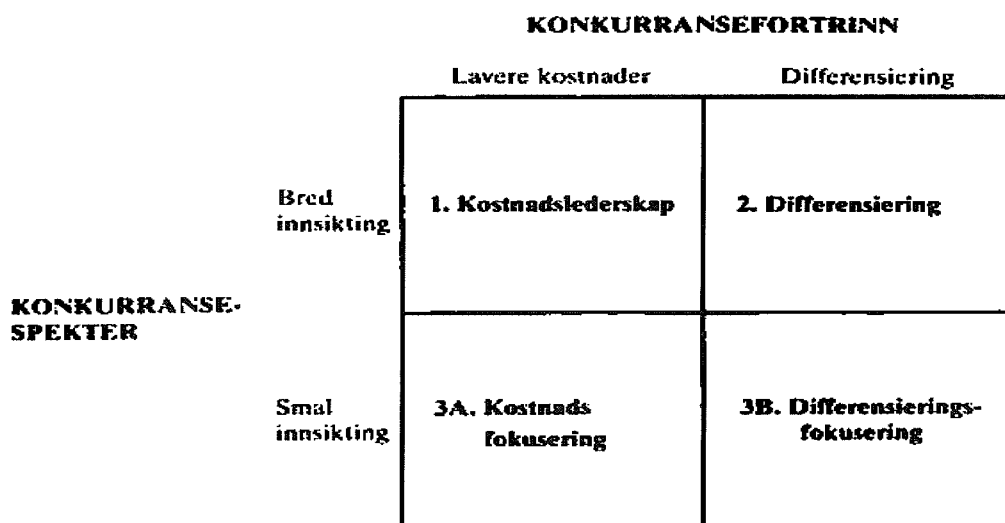 KONKURRANSEFORTRINN
Lavere kostnader
Differensiering
Bred
innsikting
1. Kostnadslederskap
2. Differensiering
KONKURRANSE-
SPEKTER
Smal
innsikting
3A. Kostnads
fokusering
3B. Differensierings-
fokusering